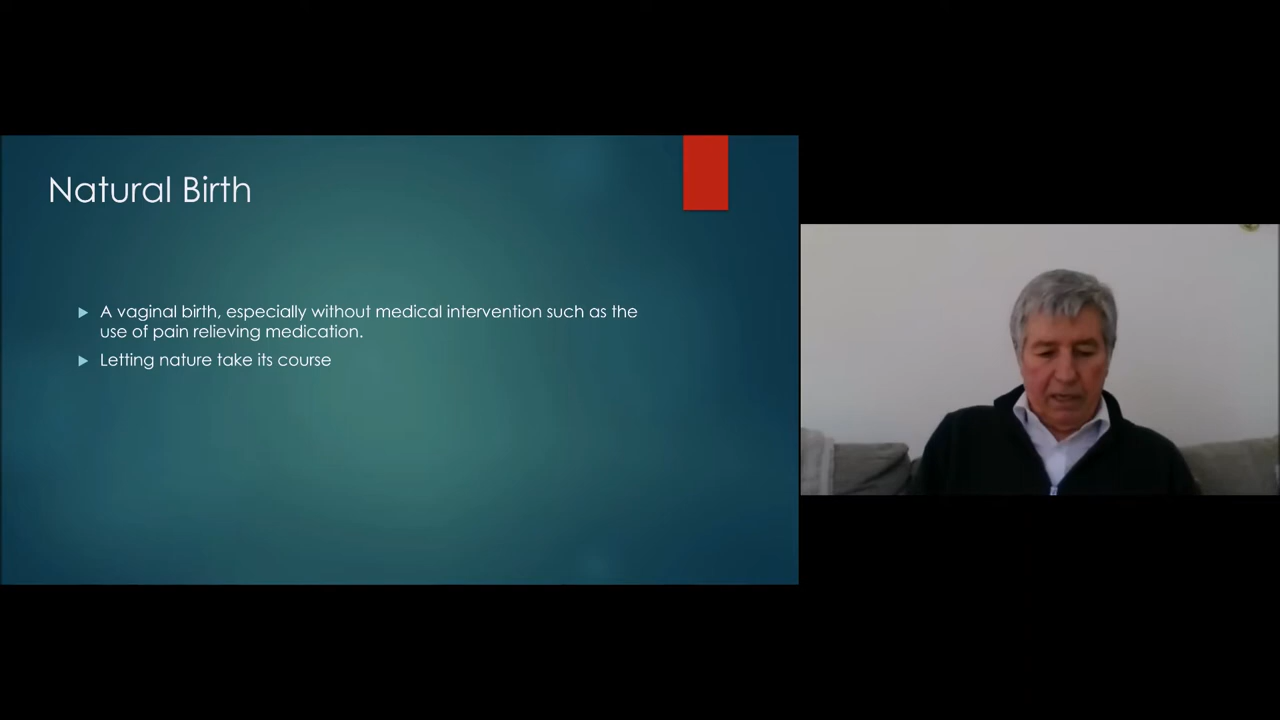 Natural Birth
A vaginal birth, especially without medical intervention such as the
use of pain relieving medication.
Letting nature take its course